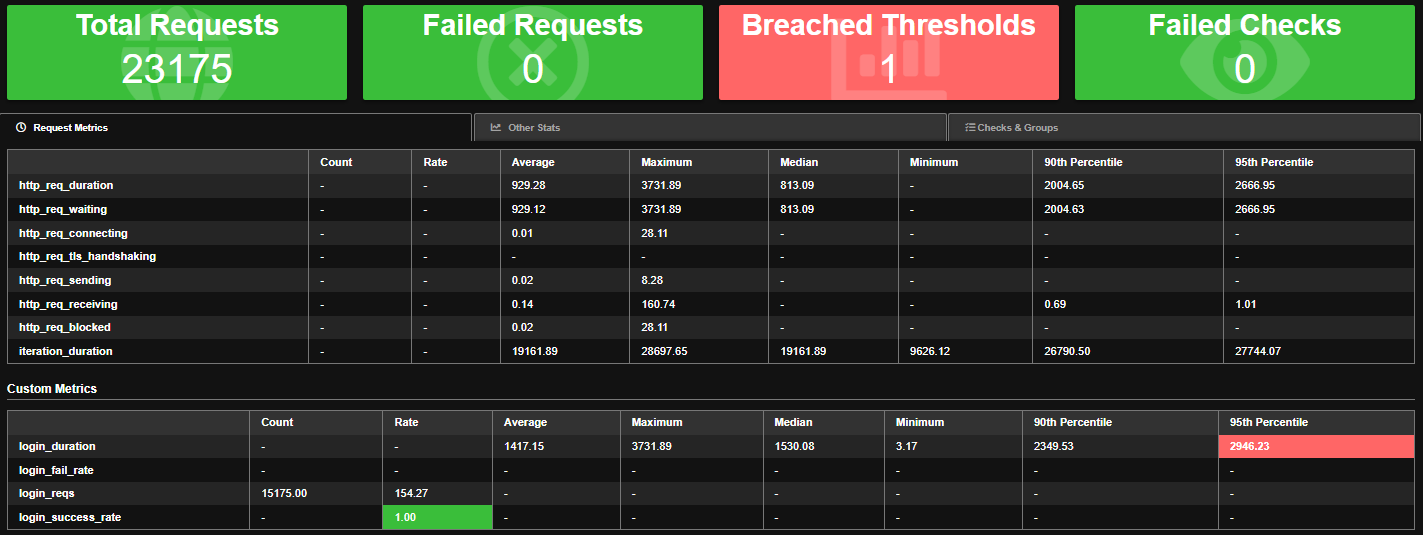 Total Requests Failed Requests Breached Thresholds Failed Checks
23175 0 1 0
Request Metrics Other Stats Checks & Groups
Count Rate Average Maximum Median Minimum 90th Percentile 95th Percentile
http_req_duration - - 929.28 3731.89 813.09 - 2004.65 2666.95
http_req_waiting - - 929.12 3731.89 813.09 - 2004.63 2666.95
http_req_connecting - - 0.01 28.11 - - - -
http_req_tls_handshaking - - - - - - - -
http_req_sending - - 0.02 8.28 - - - -
http_req_receiving - - 0.14 160.74 - - 0.69 1.01
http_req_blocked - - 0.02 28.11 - - - -
iteration_duration - - 19161.89 28697.65 19161.89 9626.12 26790.50 27744.07
Custom Metrics
Count Rate Average Maximum Median Minimum 90th Percentile 95th Percentile
login_duration - - 1417.15 3731.89 1530.08 3.17 2349.53 2946.23
login_fail_rate - - - - - - - -
login_reqs 15175.00 154.27 - - - - - -
login_success_rate - 1.00 - - - - - -